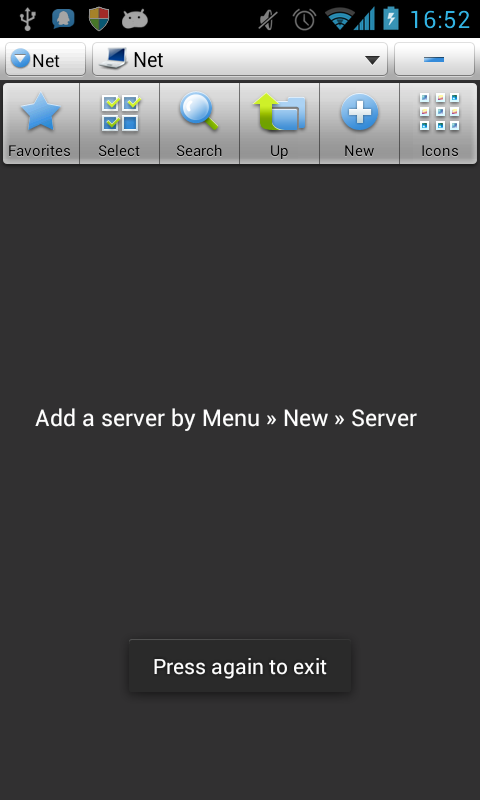 16:52
Net
Net
Favorites
Select
Search
Up
New
Icons
Add a server by Menu » New » Server
Press again to exit